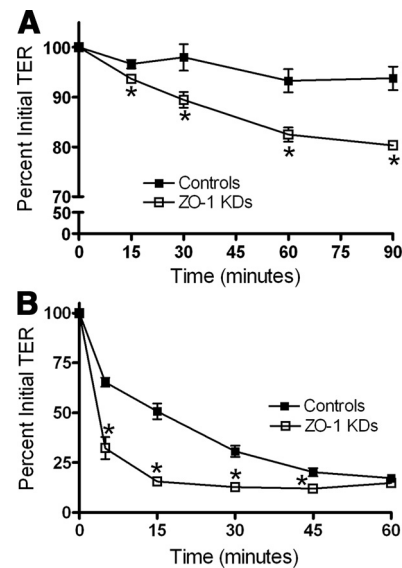 A
Percent Initial TER
100
90
80
70
50
0
*
*
*
*
Controls
ZO-1 KDs
0 15 30 45 60 75 90
Time (minutes)
B
Percent Initial TER
100
75
50
25
0
*
*
*
*
Controls
ZO-1 KDs
0 15 30 45 60
Time (minutes)